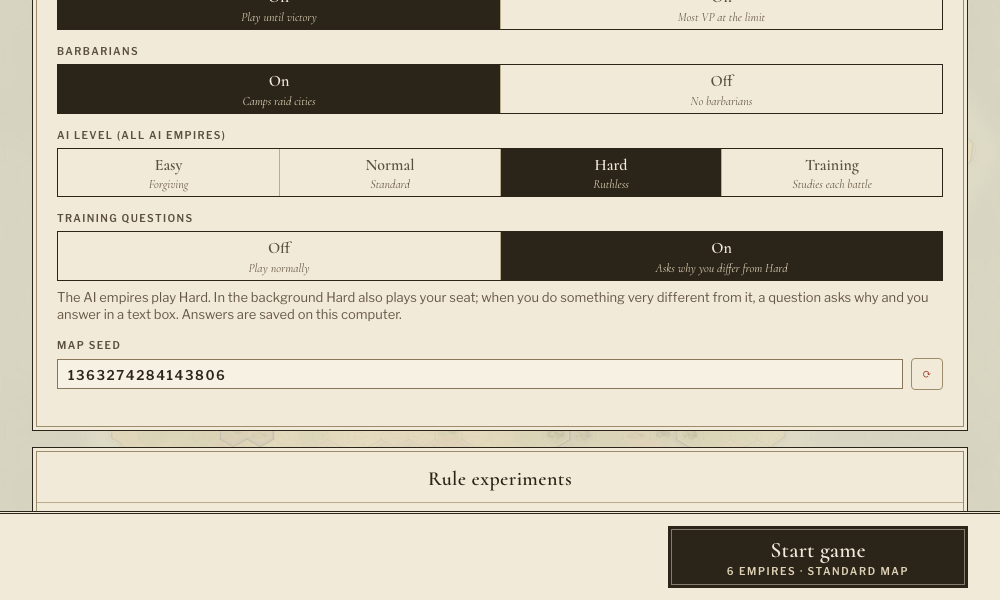 Play until victory
Most VP at the limit
BARBARIANS
On
Camps raid cities
Off
No barbarians
AI LEVEL (ALL AI EMPIRES)
Easy
Forgiving
Normal
Standard
Hard
Ruthless
Training
Studies each battle
TRAINING QUESTIONS
Off
Play normally
On
Asks why you differ from Hard
The AI empires play Hard. In the background Hard also plays your seat; when you do something very different from it, a question asks why and you
answer in a text box. Answers are saved on this computer.
MAP SEED
1363274284143806
Rule experiments
Start game
6 EMPIRES · STANDARD MAP